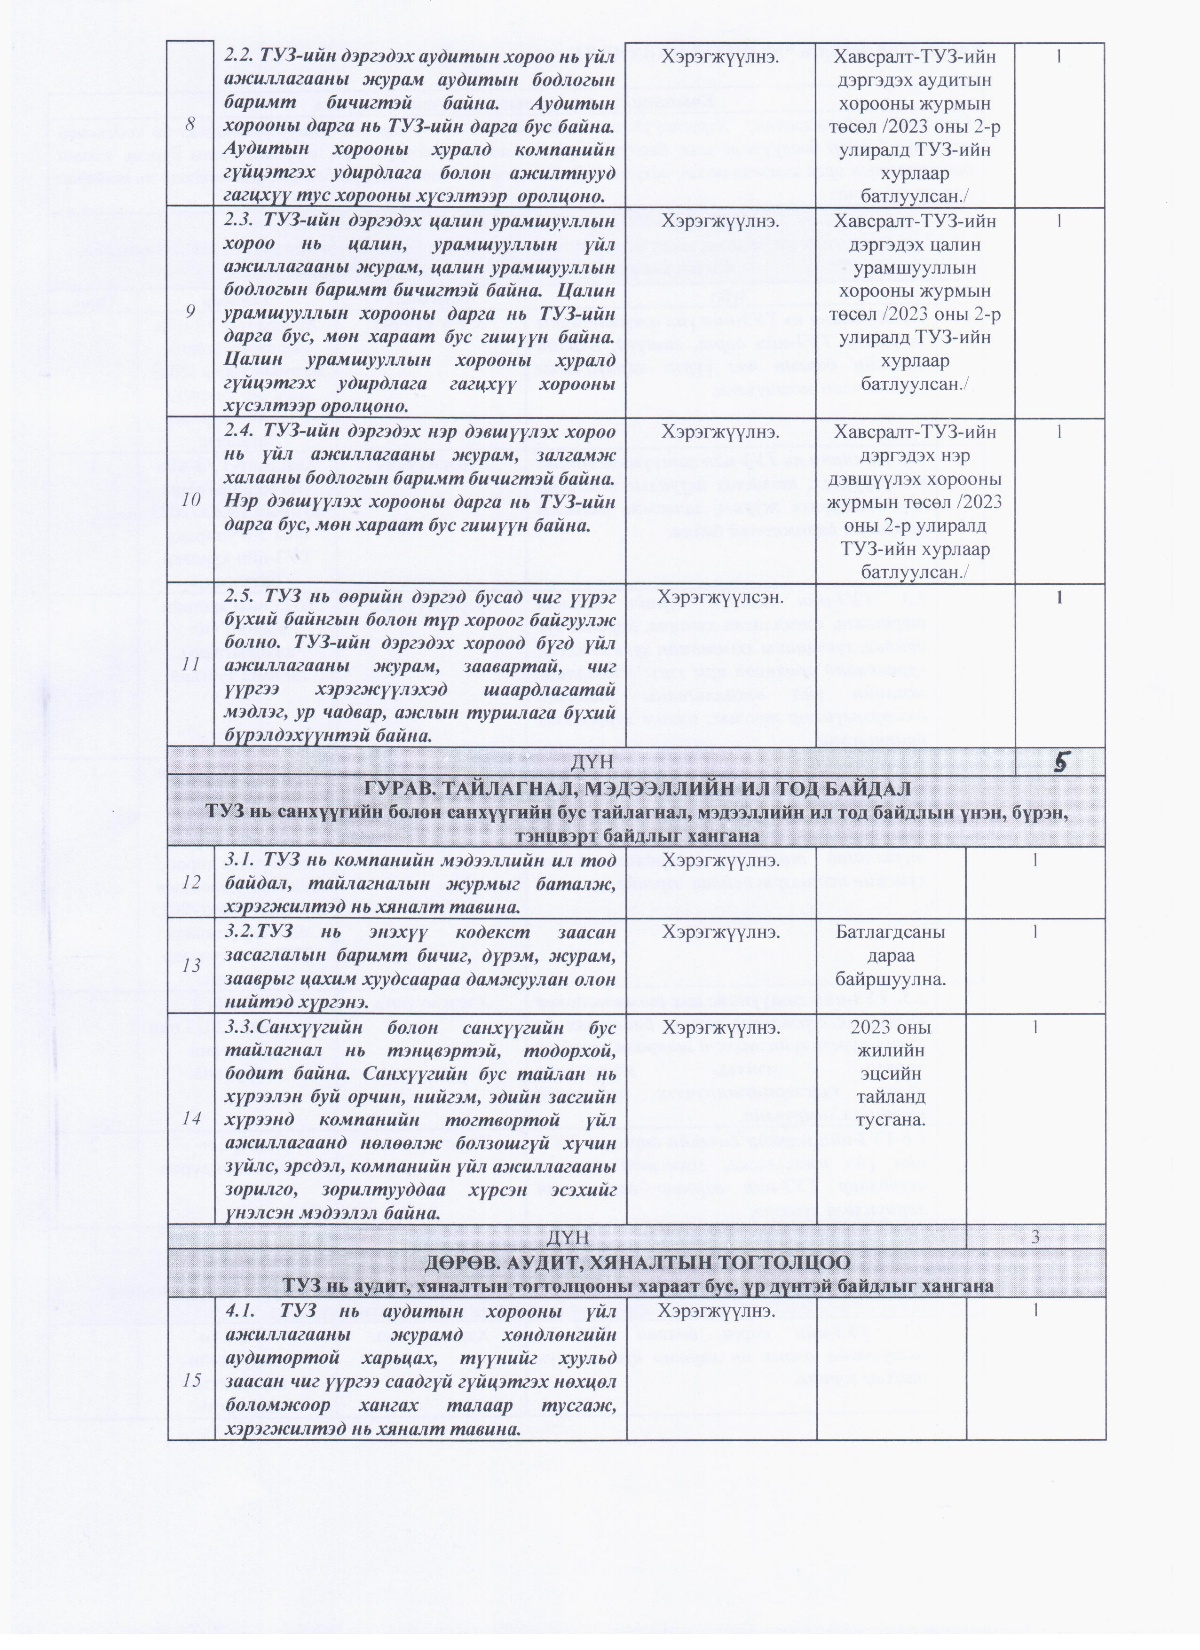 8
2.2. ТУЗ-ийн дэргэдэх аудитын хороо нь үйл
ажиллагааны журам аудитын бодлогын
баримт бичигтэй байна. Аудитын
хорооны дарга нь ТУЗ-ийн дарга бус байна.
Аудитын хорооны хуралд компанийн
гүйцэтгэх удирдлага болон ажилтнууд
гагцхүү тус хорооны хүсэлтээр оролцоно.
Хэрэгжүүлнэ.
Хавсралт-ТУЗ-ийн
дэргэдэх аудитын
хорооны журмын
төсөл /2023 оны 2-р
улиралд ТУЗ-ийн
хурлаар
батлуулсан./
1
9
2.3. ТУЗ-ийн дэргэдэх цалин урамшууллын
хороо нь цалин, урамшууллын үйл
ажиллагааны журам, цалин урамшууллын
бодлогын баримт бичигтэй байна. Цалин
урамшууллын хорооны дарга нь ТУЗ-ийн
дарга бус, мөн хараат бус гишүүн байна.
Цалин урамшууллын хорооны хуралд
гүйцэтгэх удирдлага гагцхүү хорооны
хүсэлтээр оролцоно.
Хэрэгжүүлнэ.
Хавсралт-ТУЗ-ийн
дэргэдэх цалин
урамшууллын
хорооны журмын
төсөл /2023 оны 2-р
улиралд ТУЗ-ийн
хурлаар
батлуулсан./
1
10
2.4. ТУЗ-ийн дэргэдэх нэр дэвшүүлэх хороо
нь үйл ажиллагааны журам, залгамж
халааны бодлогын баримт бичигтэй байна.
Нэр дэвшүүлэх хорооны дарга нь ТУЗ-ийн
дарга бус, мөн хараат бус гишүүн байна.
Хэрэгжүүлнэ.
Хавсралт-ТУЗ-ийн
дэргэдэх нэр
дэвшүүлэх хорооны
журмын төсөл /2023
оны 2-р улиралд
ТУЗ-ийн хурлаар
батлуулсан./
1
11
2.5. ТУЗ нь өөрийн дэргэд бусад чиг үүрэг
бүхий байнгын болон түр хороог байгуулж
болно. ТУЗ-ийн дэргэдэх хороод бүгд үйл
ажиллагааны журам, заавартай, чиг
үүргээ хэрэгжүүлэхэд шаардлагатай
мэдлэг, ур чадвар, ажлын туршлага бүхий
бүрэлдэхүүнтэй байна.
Хэрэгжүүлсэн.
1
ДҮН
5
ГУРАВ. ТАЙЛАГНАЛ, МЭДЭЭЛЛИЙН ИЛ ТОД БАЙДАЛ
ТУЗ нь санхүүгийн болон санхүүгийн бус тайлагнал, мэдээллийн ил тод байдлын үнэн, бүрэн,
тэнцвэрт байдлыг хангана
12
3.1. ТУЗ нь компанийн мэдээллийн ил тод
байдал, тайлагналын журмыг баталж,
хэрэгжилтэд нь хяналт тавина.
Хэрэгжүүлнэ.
1
13
3.2.ТУЗ нь энэхүү кодекст заасан
засаглалын баримт бичиг, дүрэм, журам,
зааврыг цахим хуудсаараа дамжуулан олон
нийтэд хүргэнэ.
Хэрэгжүүлнэ.
Батлагдсаны
дараа
байршуулна.
1
14
3.3.Санхүүгийн болон санхүүгийн бус
тайлагнал нь тэнцвэртэй, тодорхой,
бодит байна. Санхүүгийн бус тайлан нь
хүрээлэн буй орчин, нийгэм, эдийн засгийн
хүрээнд компанийн тогтвортой үйл
ажиллагаанд нөлөөлж болзошгүй хүчин
зүйлс, эрсдэл, компанийн үйл ажиллагааны
зорилго, зорилтууддаа хүрсэн эсэхийг
үнэлсэн мэдээлэл байна.
Хэрэгжүүлнэ.
2023 оны
жилийн
эцсийн
тайланд
тусгана.
1
ДҮН
3
ДӨРӨВ. АУДИТ, ХЯНАЛТЫН ТОГТОЛЦОО
ТУЗ нь аудит, хяналтын тогтолцооны хараат бус, үр дүнтэй байдлыг хангана
15
4.1. ТУЗ нь аудитын хорооны үйл
ажиллагааны журамд хөндлөнгийн
аудитортой харьцах, түүнийг хуульд
заасан чиг үүргээ саадгүй гүйцэтгэх нөхцөл
боломжоор хангах талаар тусгаж,
хэрэгжилтэд нь хяналт тавина.
Хэрэгжүүлнэ.
1